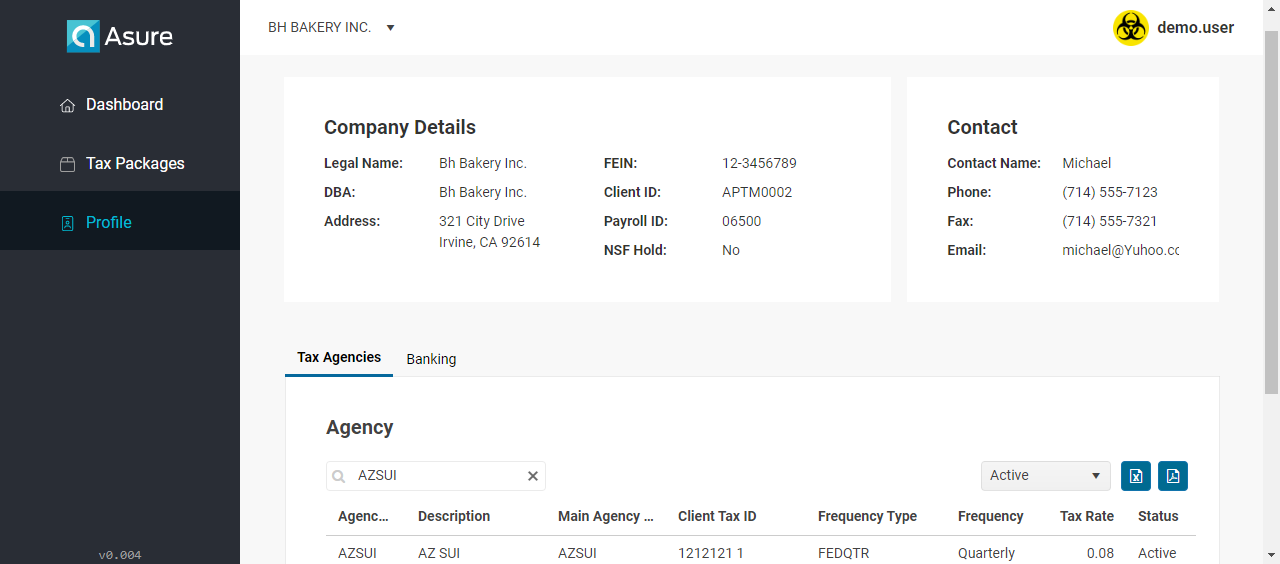 Asure
BH BAKERY INC.
demo.user
Dashboard
Tax Packages
Profile
v0.004
Company Details
Legal Name: Bh Bakery Inc. FEIN: 12-3456789
DBA: Bh Bakery Inc. Client ID: APTM0002
Address: 321 City Drive Payroll ID: 06500
Irvine, CA 92614
NSF Hold: No
Contact
Contact Name: Michael
Phone: (714) 555-7123
Fax: (714) 555-7321
Email: michael@Yuhoo.cc
Tax Agencies Banking
Agency
AZSUI
Active
Agenc... Description Main Agency ... Client Tax ID Frequency Type Frequency Tax Rate Status
AZSUI AZ SUI AZSUI 1212121 1 FEDQTR Quarterly 0.08 Active